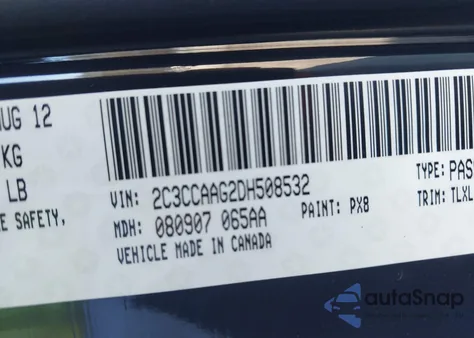 AUG 12
KG
LB
E SAFETY,
VIN: 2C3CCAAG2DH508532
TYPE: PAS
MDH: 080907 065AA
PAINT: PX8
TRIM: TLXL
VEHICLE MADE IN CANADA
autoSnap